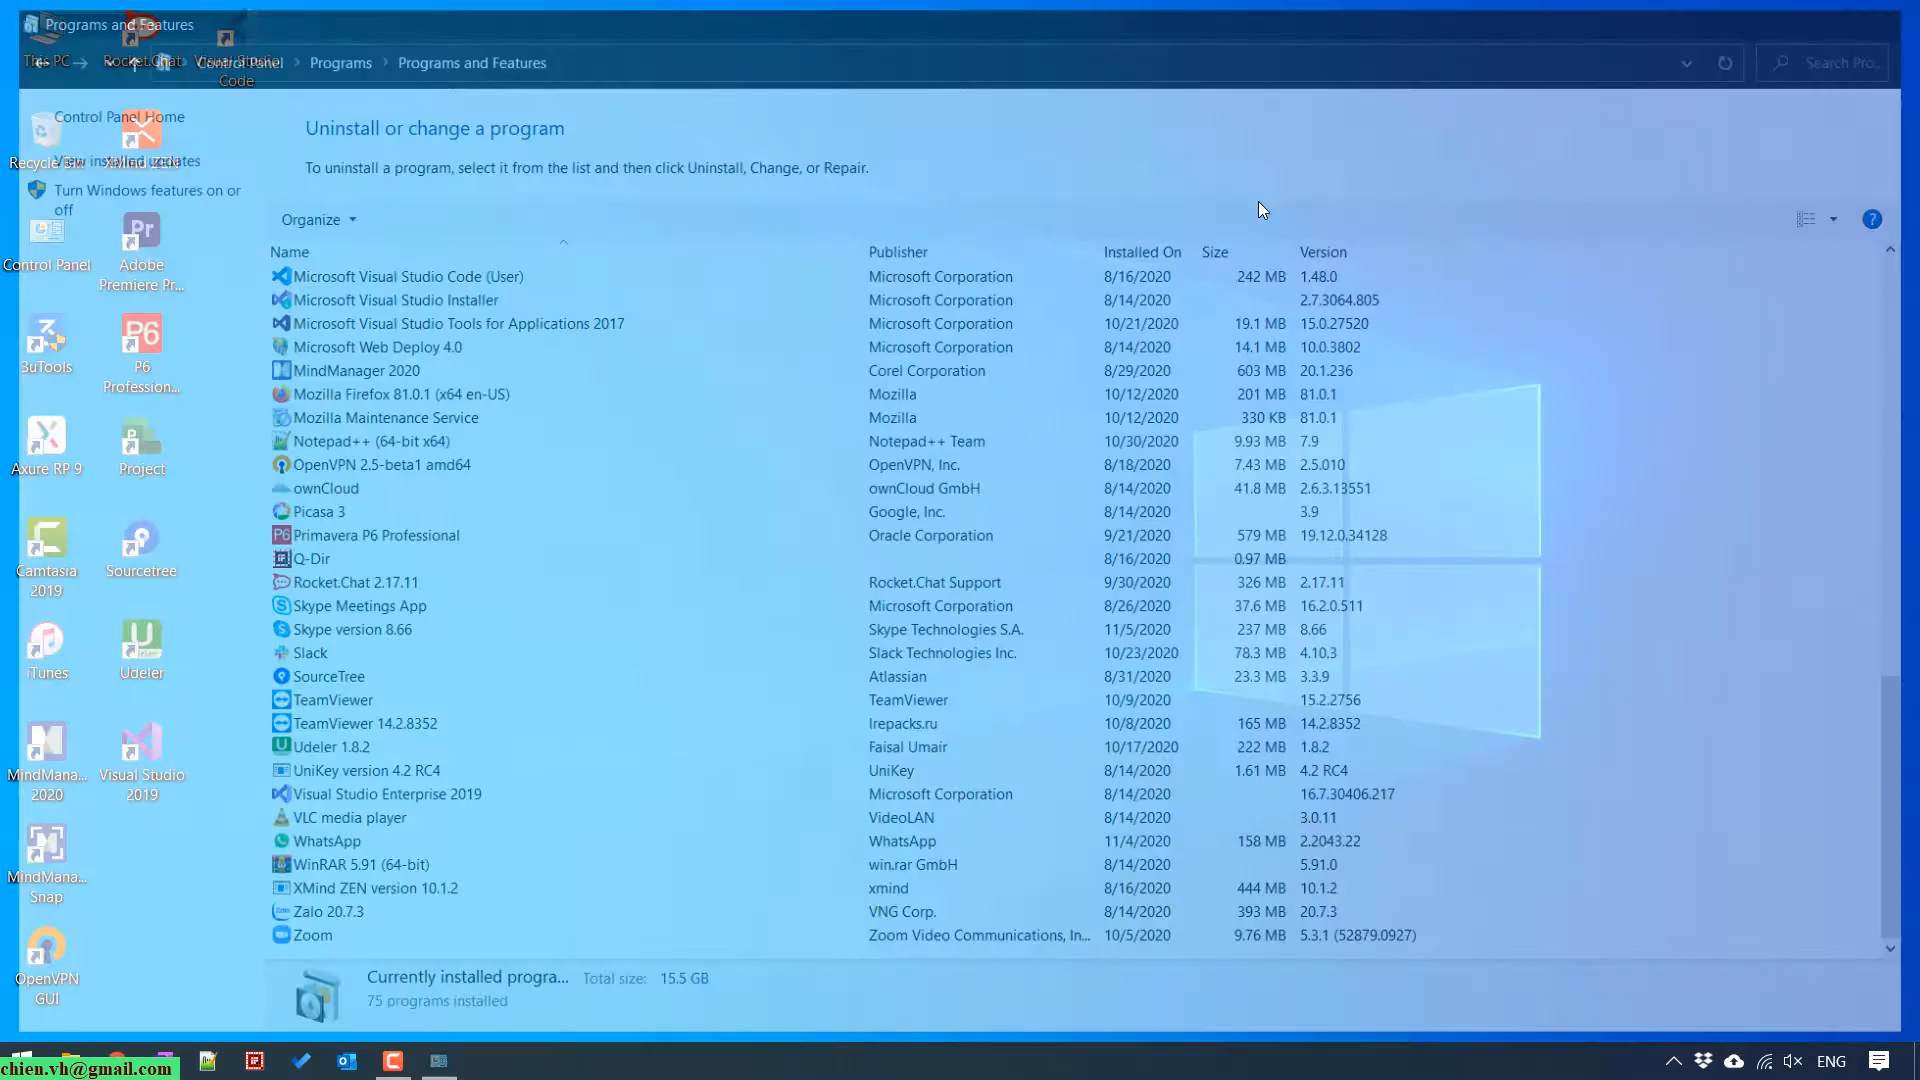 Programs and Features
Control Panel
Programs
Programs and Features
Search Pro...
This PC
Rocket.Chat
Visual Studio
Code
Control Panel Home
View installed updates
Turn Windows features on or
off
Recycle Bin
XMind ZEN
Control Panel
Adobe
Premiere Pr...
3uTools
P6
Profession...
Axure RP 9
Project
Camtasia
2019
Sourcetree
iTunes
Udeler
MindMana...
2020
Visual Studio
2019
MindMana...
Snap
OpenVPN
GUI
Uninstall or change a program
To uninstall a program, select it from the list and then click Uninstall, Change, or Repair.
Organize
Name Publisher Installed On Size Version
Microsoft Visual Studio Code (User) Microsoft Corporation 8/16/2020 242 MB 1.48.0
Microsoft Visual Studio Installer Microsoft Corporation 8/14/2020 2.7.3064.805
Microsoft Visual Studio Tools for Applications 2017 Microsoft Corporation 10/21/2020 19.1 MB 15.0.27520
Microsoft Web Deploy 4.0 Microsoft Corporation 8/14/2020 14.1 MB 10.0.3802
MindManager 2020 Corel Corporation 8/29/2020 603 MB 20.1.236
Mozilla Firefox 81.0.1 (x64 en-US) Mozilla 10/12/2020 201 MB 81.0.1
Mozilla Maintenance Service Mozilla 10/12/2020 330 KB 81.0.1
Notepad++ (64-bit x64) Notepad++ Team 10/30/2020 9.93 MB 7.9
OpenVPN 2.5-beta1 amd64 OpenVPN, Inc. 8/18/2020 7.43 MB 2.5.010
ownCloud ownCloud GmbH 8/14/2020 41.8 MB 2.6.3.13551
Picasa 3 Google, Inc. 8/14/2020 3.9
P6 Primavera P6 Professional Oracle Corporation 9/21/2020 579 MB 19.12.0.34128
Q-Dir 8/16/2020 0.97 MB
Rocket.Chat 2.17.11 Rocket.Chat Support 9/30/2020 326 MB 2.17.11
Skype Meetings App Microsoft Corporation 8/26/2020 37.6 MB 16.2.0.511
Skype version 8.66 Skype Technologies S.A. 11/5/2020 237 MB 8.66
Slack Slack Technologies Inc. 10/23/2020 78.3 MB 4.10.3
SourceTree Atlassian 8/31/2020 23.3 MB 3.3.9
TeamViewer TeamViewer 10/9/2020 15.2.2756
TeamViewer 14.2.8352 lrepacks.ru 10/8/2020 165 MB 14.2.8352
Udeler 1.8.2 Faisal Umair 10/17/2020 222 MB 1.8.2
UniKey version 4.2 RC4 UniKey 8/14/2020 1.61 MB 4.2 RC4
Visual Studio Enterprise 2019 Microsoft Corporation 8/14/2020 16.7.30406.217
VLC media player VideoLAN 8/14/2020 3.0.11
WhatsApp WhatsApp 11/4/2020 158 MB 2.2043.22
WinRAR 5.91 (64-bit) win.rar GmbH 8/14/2020 5.91.0
XMind ZEN version 10.1.2 xmind 8/16/2020 444 MB 10.1.2
Zalo 20.7.3 VNG Corp. 8/14/2020 393 MB 20.7.3
Zoom Zoom Video Communications, In... 10/5/2020 9.76 MB 5.3.1 (52879.0927)
Currently installed progra... Total size: 15.5 GB
75 programs installed
chien.vh@gmail.com
ENG